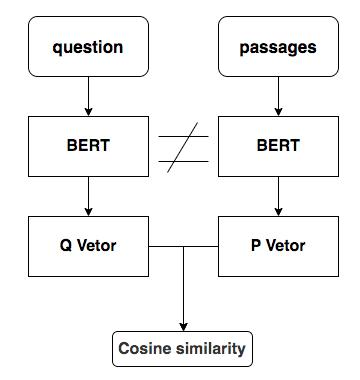 question
passages
BERT
BERT
Q Vetor
P Vetor
Cosine similarity